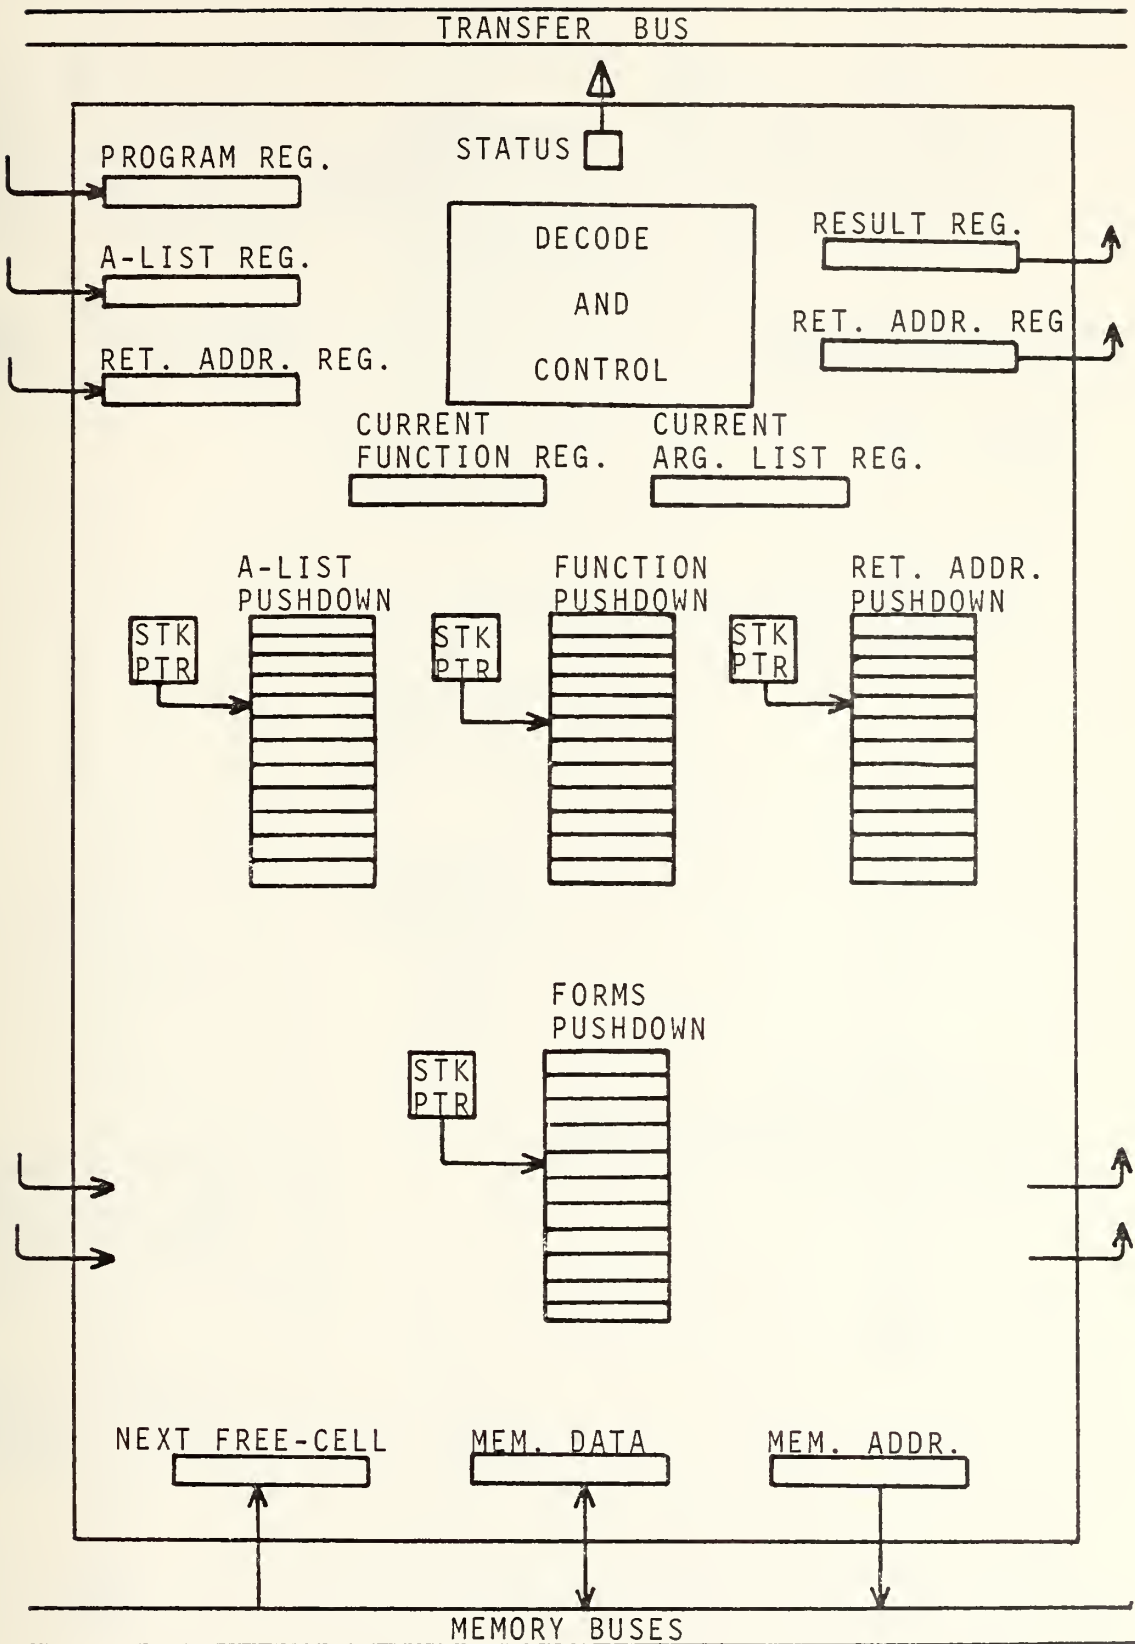 TRANSFER BUS
STATUS
PROGRAM REG.
A-LIST REG.
RET. ADDR. REG.
DECODE
AND
CONTROL
RESULT REG.
RET. ADDR. REG
CURRENT
FUNCTION REG.
CURRENT
ARG. LIST REG.
A-LIST
PUSHDOWN
STK
PTR
FUNCTION
PUSHDOWN
STK
PTR
RET. ADDR.
PUSHDOWN
STK
PTR
FORMS
PUSHDOWN
STK
PTR
NEXT FREE-CELL
MEM. DATA
MEM. ADDR.
MEMORY BUSES